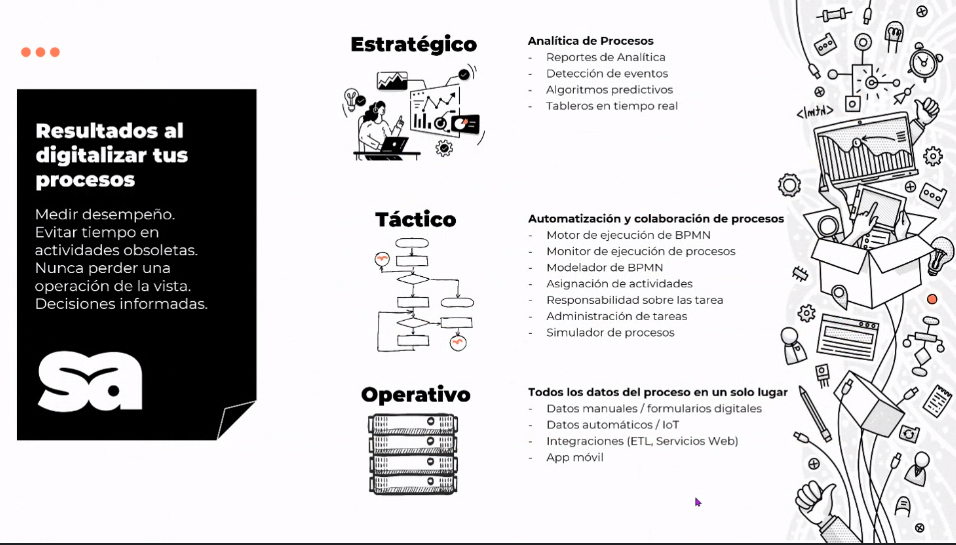 Resultados al
digitalizar tus
procesos
Medir desempeño.
Evitar tiempo en
actividades obsoletas.
Nunca perder una
operación de la vista.
Decisiones informadas.
sa
Estratégico
Analítica de Procesos
- Reportes de Analítica
- Detección de eventos
- Algoritmos predictivos
- Tableros en tiempo real
Táctico
Automatización y colaboración de procesos
- Motor de ejecución de BPMN
- Monitor de ejecución de procesos
- Modelador de BPMN
- Asignación de actividades
- Responsabilidad sobre las tarea
- Administración de tareas
- Simulador de procesos
Operativo
Todos los datos del proceso en un solo lugar
- Datos manuales / formularios digitales
- Datos automáticos / IoT
- Integraciones (ETL, Servicios Web)
- App móvil